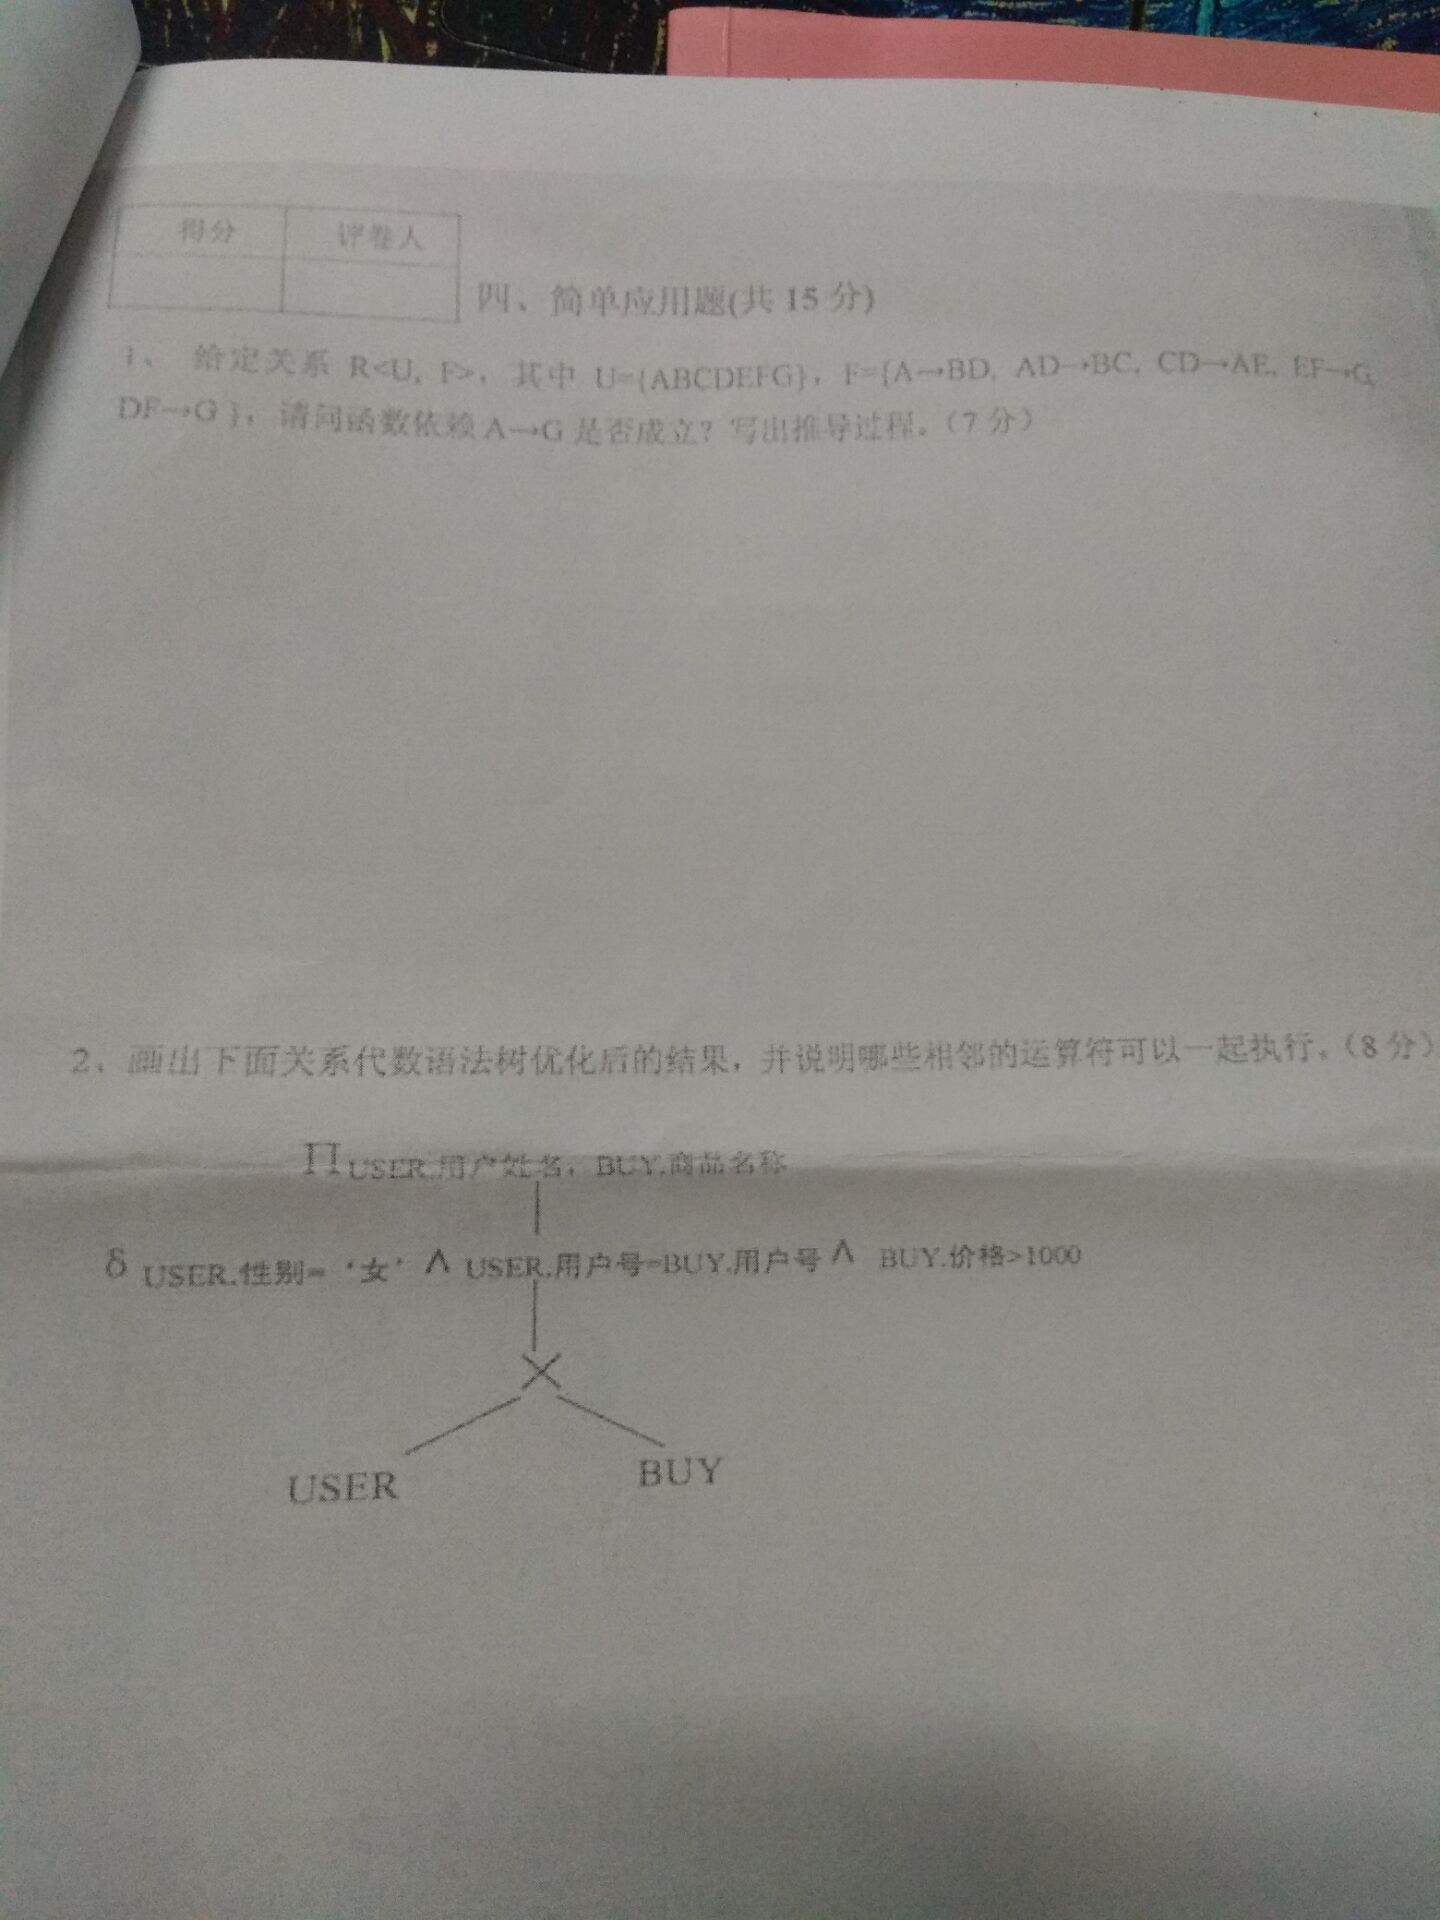 得分 评卷人
四、简单应用题(共 15 分)
1、 给定关系 R<U, F>，其中 U={ABCDEFG}，F={A→BD, AD→BC, CD→AE, EF→G,
DF→G }，请问函数依赖 A→G 是否成立？写出推导过程。（7 分）
2、画出下面关系代数语法树优化后的结果，并说明哪些相邻的运算符可以一起执行。（8 分）
∏ USER.用户姓名，BUY.商品名称
δ USER.性别=‘女’∧ USER.用户号=BUY.用户号∧ BUY.价格>1000
×
USER BUY